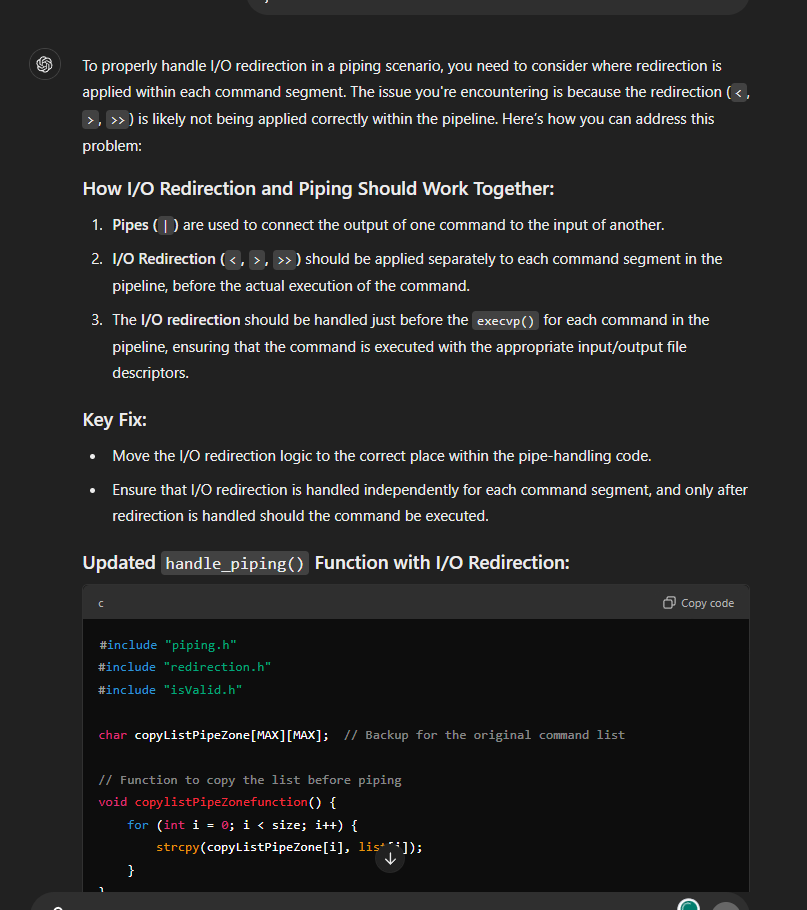 To properly handle I/O redirection in a piping scenario, you need to consider where redirection is
applied within each command segment. The issue you're encountering is because the redirection ( < ,
> , >> ) is likely not being applied correctly within the pipeline. Here's how you can address this
problem:
How I/O Redirection and Piping Should Work Together:
1. Pipes ( | ) are used to connect the output of one command to the input of another.
2. I/O Redirection ( < , > , >> ) should be applied separately to each command segment in the
pipeline, before the actual execution of the command.
3. The I/O redirection should be handled just before the execvp() for each command in the
pipeline, ensuring that the command is executed with the appropriate input/output file
descriptors.
Key Fix:
• Move the I/O redirection logic to the correct place within the pipe-handling code.
• Ensure that I/O redirection is handled independently for each command segment, and only after
redirection is handled should the command be executed.
Updated handle_piping() Function with I/O Redirection:
c
Copy code
#include "piping.h"
#include "redirection.h"
#include "isValid.h"
char copyListPipeZone[MAX][MAX];  // Backup for the original command list
// Function to copy the list before piping
void copylistPipeZonefunction() {
    for (int i = 0; i < size; i++) {
        strcpy(copyListPipeZone[i], list[i]);
    }